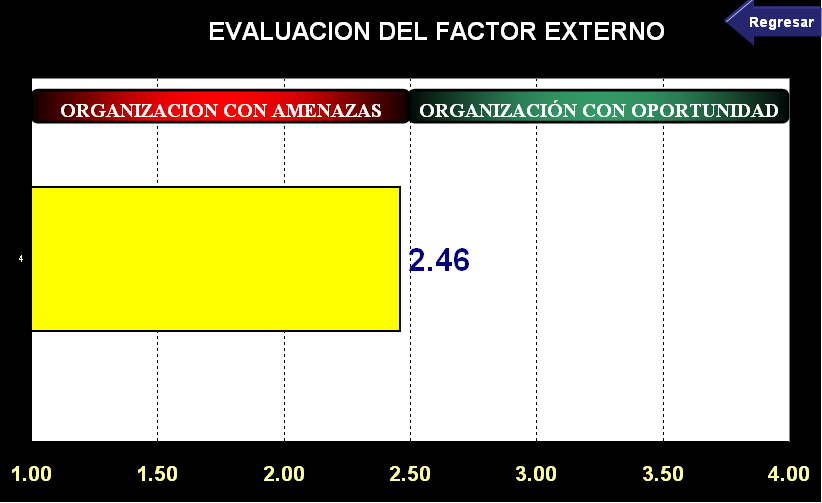 EVALUACION DEL FACTOR EXTERNO
Regresar
ORGANIZACION CON AMENAZAS
ORGANIZACIÓN CON OPORTUNIDAD
4
2.46
1.00 1.50 2.00 2.50 3.00 3.50 4.00